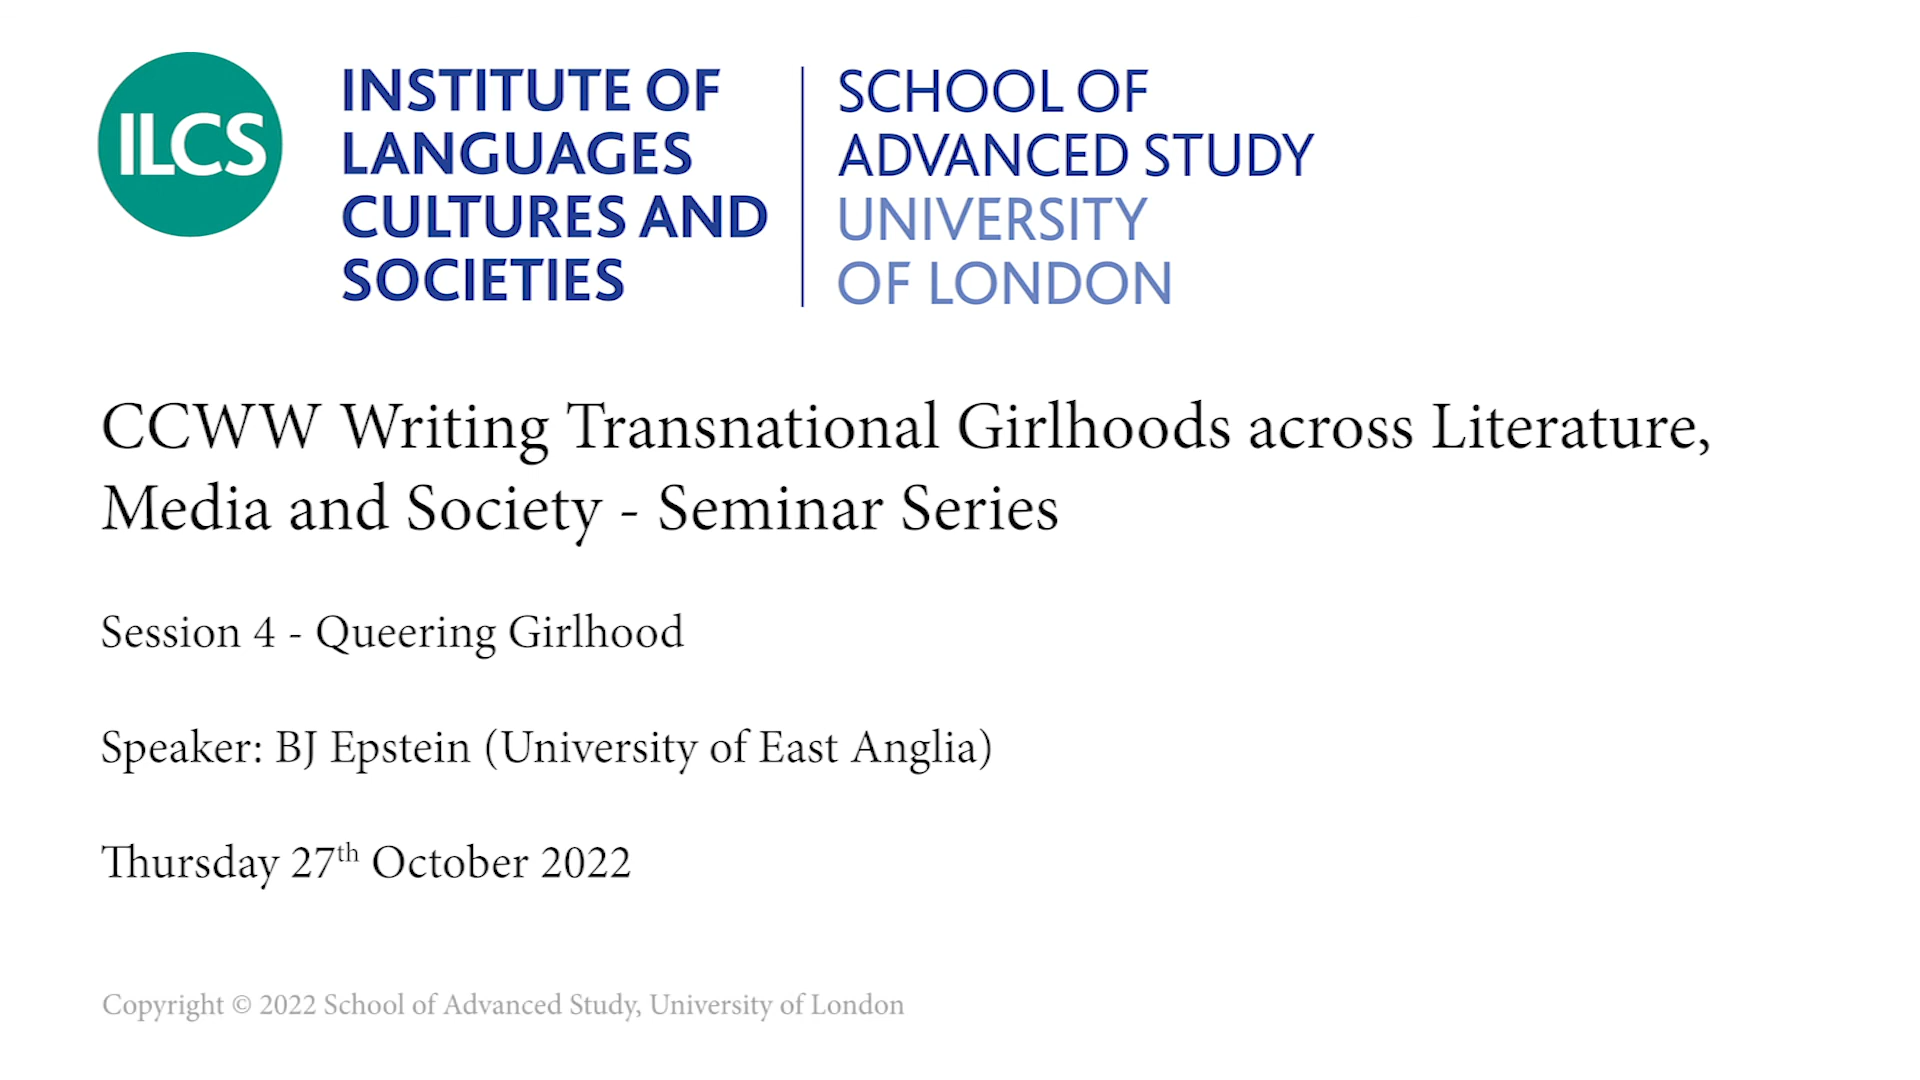 ILCS
INSTITUTE OF
LANGUAGES
CULTURES AND
SOCIETIES
SCHOOL OF
ADVANCED STUDY
UNIVERSITY
OF LONDON
CCWW Writing Transnational Girlhoods across Literature,
Media and Society - Seminar Series
Session 4 - Queering Girlhood
Speaker: BJ Epstein (University of East Anglia)
Thursday 27th October 2022
Copyright © 2022 School of Advanced Study, University of London